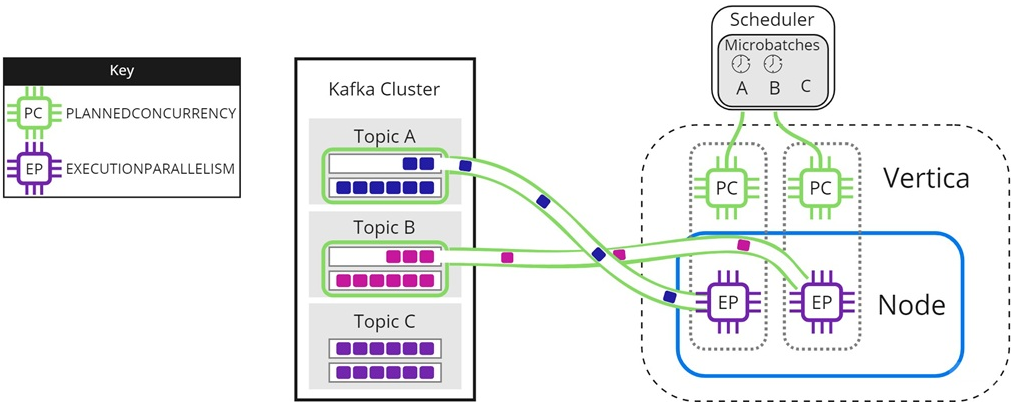 Key
PC PLANNEDCONCURRENCY
EP EXECUTIONPARALLELISM
Kafka Cluster
Topic A
Topic B
Topic C
Scheduler
Microbatches
A B C
PC PC
Vertica
EP EP
Node